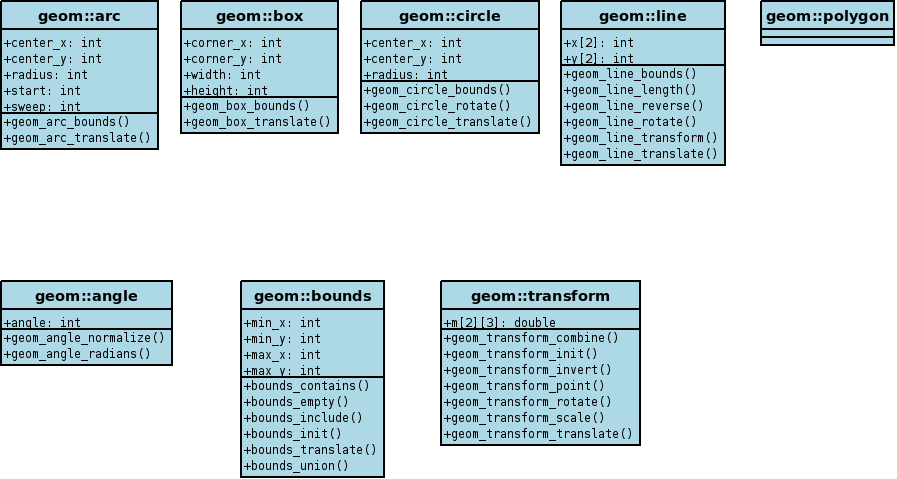 geom::arc
+center_x: int
+center_y: int
+radius: int
+start: int
+sweep: int
+geom_arc_bounds()
+geom_arc_translate()
geom::box
+corner_x: int
+corner_y: int
+width: int
+height: int
+geom_box_bounds()
+geom_box_translate()
geom::circle
+center_x: int
+center_y: int
+radius: int
+geom_circle_bounds()
+geom_circle_rotate()
+geom_circle_translate()
geom::line
+x[2]: int
+y[2]: int
+geom_line_bounds()
+geom_line_length()
+geom_line_reverse()
+geom_line_rotate()
+geom_line_transform()
+geom_line_translate()
geom::polygon
geom::angle
+angle: int
+geom_angle_normalize()
+geom_angle_radians()
geom::bounds
+min_x: int
+min_y: int
+max_x: int
+max_y: int
+bounds_contains()
+bounds_empty()
+bounds_include()
+bounds_init()
+bounds_translate()
+bounds_union()
geom::transform
+m[2][3]: double
+geom_transform_combine()
+geom_transform_init()
+geom_transform_invert()
+geom_transform_point()
+geom_transform_rotate()
+geom_transform_scale()
+geom_transform_translate()